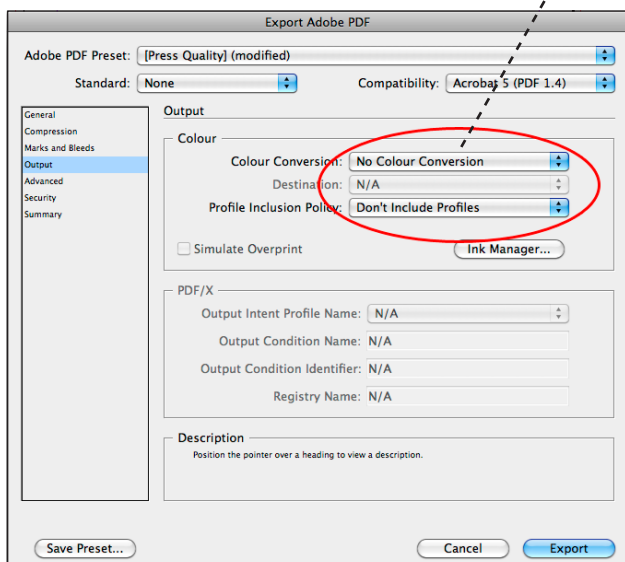 Export Adobe PDF
Adobe PDF Preset: [Press Quality] (modified)
Standard: None Compatibility: Acrobat 5 (PDF 1.4)
General
Compression
Marks and Bleeds
Output
Advanced
Security
Summary
Output
Colour
Colour Conversion: No Colour Conversion
Destination: N/A
Profile Inclusion Policy: Don't Include Profiles
Simulate Overprint Ink Manager...
PDF/X
Output Intent Profile Name: N/A
Output Condition Name: N/A
Output Condition Identifier: N/A
Registry Name: N/A
Description
Position the pointer over a heading to view a description.
Save Preset... Cancel Export